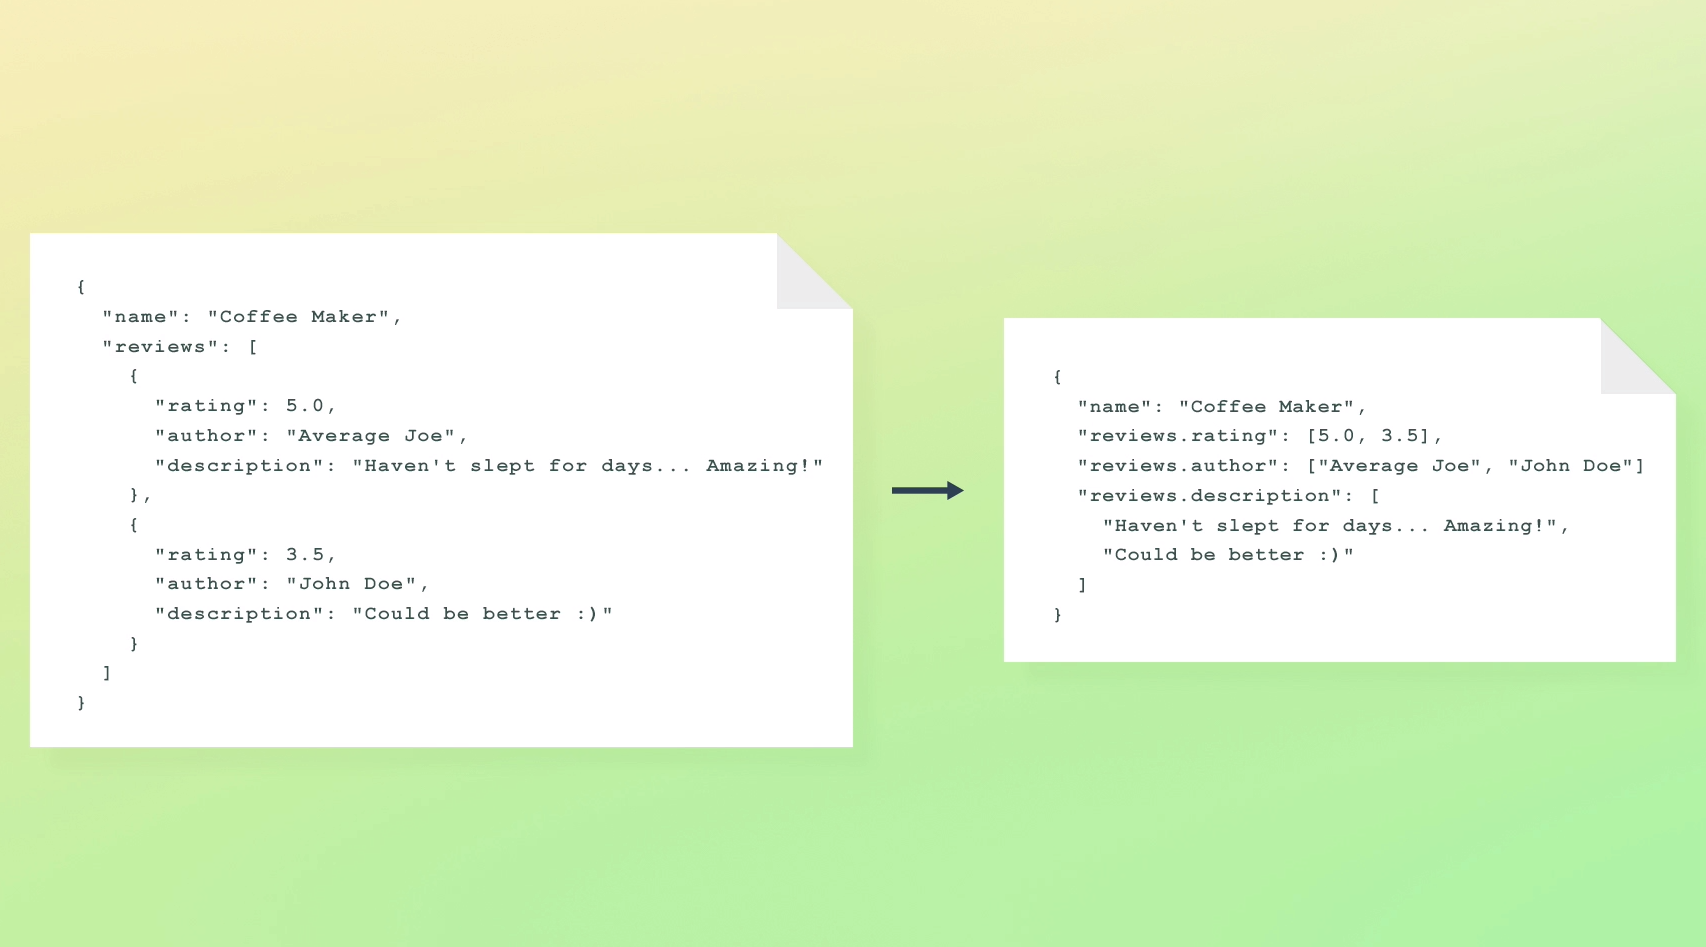 {
  "name": "Coffee Maker",
  "reviews": [
    {
      "rating": 5.0,
      "author": "Average Joe",
      "description": "Haven't slept for days... Amazing!"
    },
    {
      "rating": 3.5,
      "author": "John Doe",
      "description": "Could be better :)"
    }
  ]
}
{
  "name": "Coffee Maker",
  "reviews.rating": [5.0, 3.5],
  "reviews.author": ["Average Joe", "John Doe"]
  "reviews.description": [
    "Haven't slept for days... Amazing!",
    "Could be better :)"
  ]
}